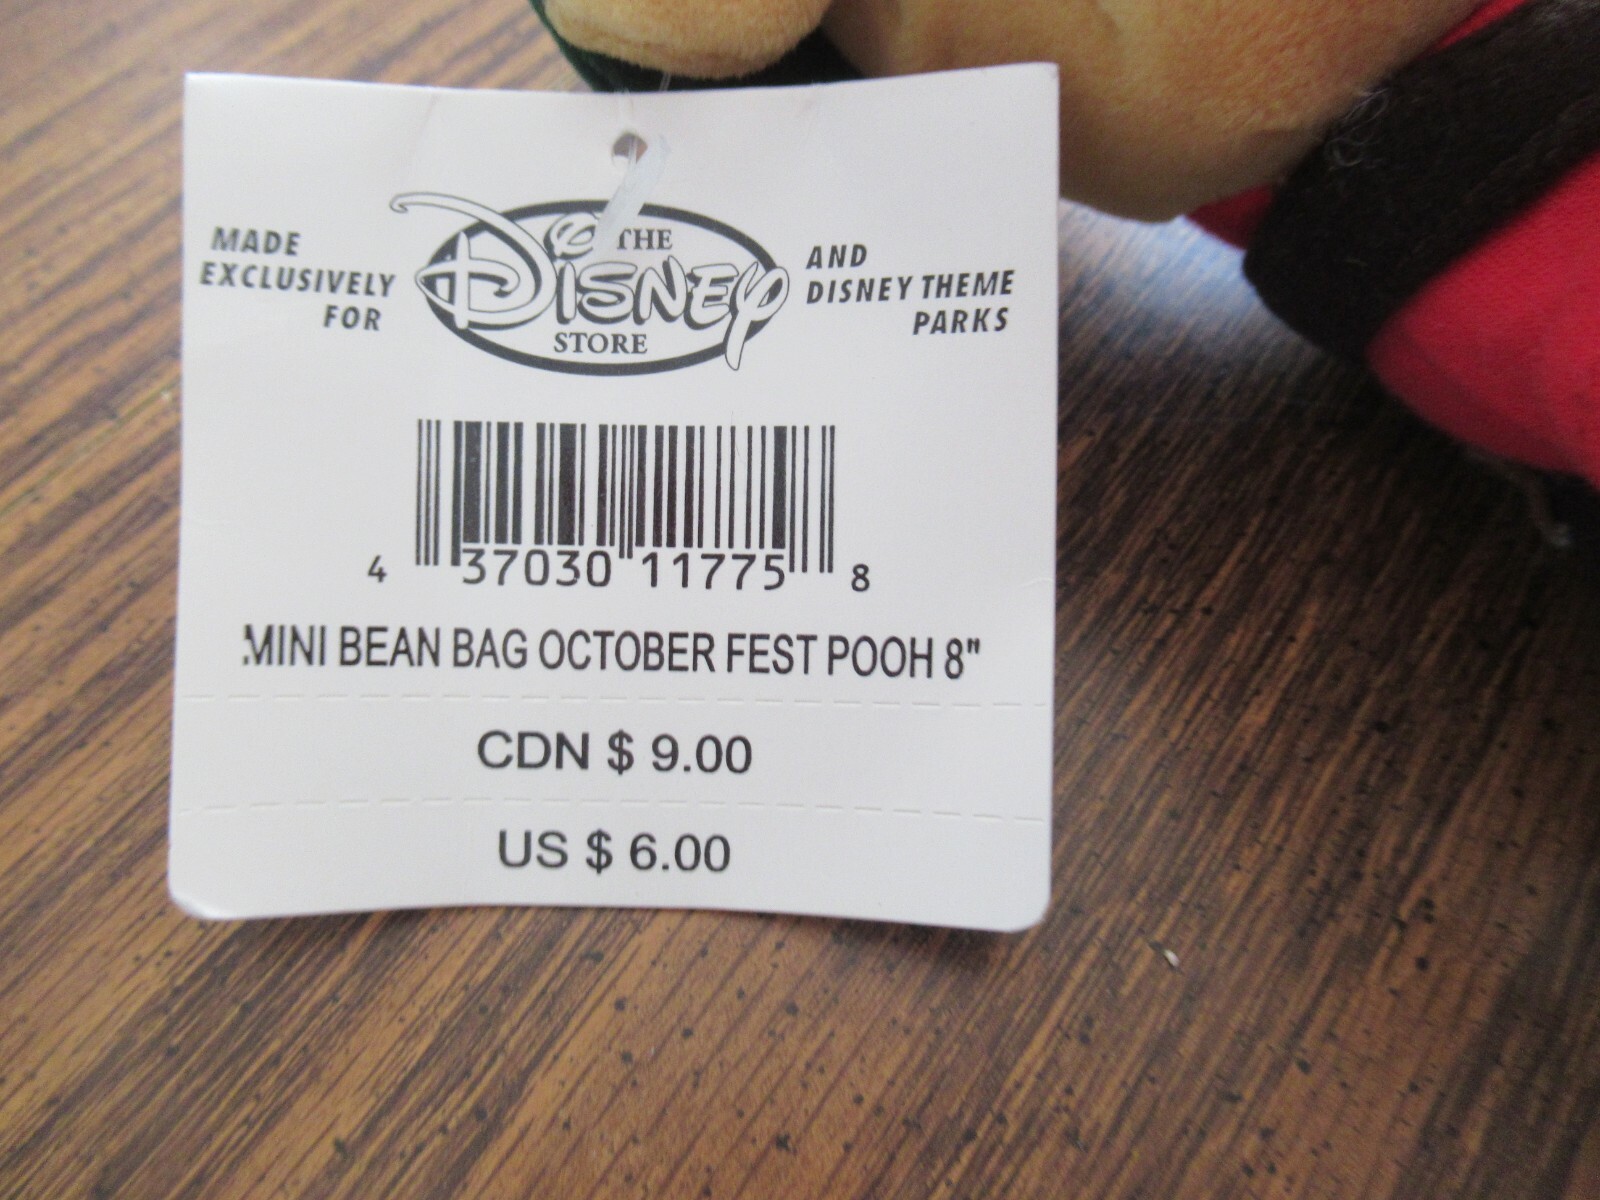 MADE
EXCLUSIVELY
FOR
THE
DISNEY
STORE
AND
DISNEY THEME
PARKS
4 37030 11775 8
MINI BEAN BAG OCTOBER FEST POOH 8"
CDN $ 9.00
US $ 6.00